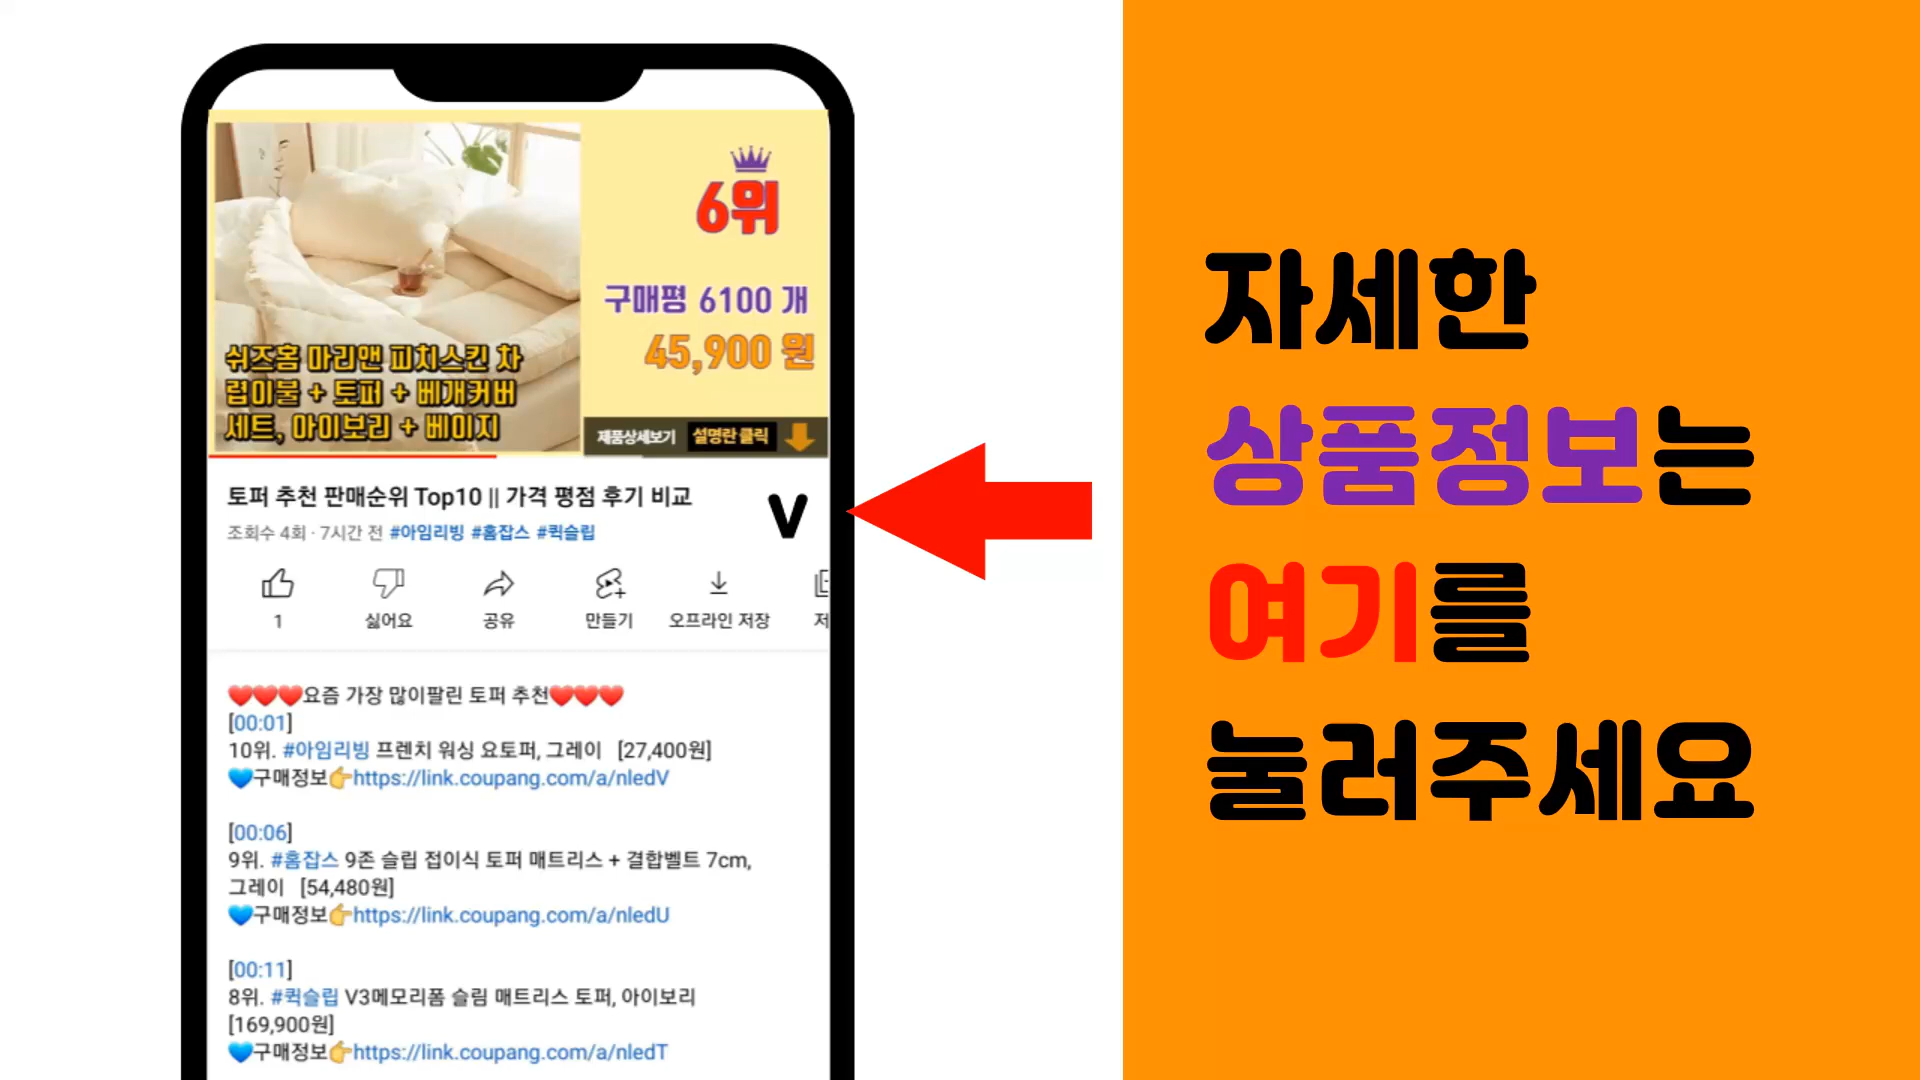 6위
구매평 6100 개
45,900 원
쉬즈홈 마리앤 피치스킨 차
렵이불 + 토퍼 + 베개커버
세트, 아이보리 + 베이지
제품상세보기 설명란 클릭
토퍼 추천 판매순위 Top10 || 가격 평점 후기 비교
V
조회수 4회 · 7시간 전 #아임리빙 #홈잡스 #퀵슬립
1 싫어요 공유 만들기 오프라인 저장 저
❤️❤️❤️요즘 가장 많이팔린 토퍼 추천❤️❤️❤️
[00:01]
10위. #아임리빙 프렌치 워싱 요토퍼, 그레이 [27,400원]
💙구매정보👉https://link.coupang.com/a/nledV
[00:06]
9위. #홈잡스 9존 슬립 접이식 토퍼 매트리스 + 결합벨트 7cm,
그레이 [54,480원]
💙구매정보👉https://link.coupang.com/a/nledU
[00:11]
8위. #퀵슬립 V3메모리폼 슬림 매트리스 토퍼, 아이보리
[169,900원]
💙구매정보👉https://link.coupang.com/a/nledT
자세한
상품정보는
여기를
눌러주세요